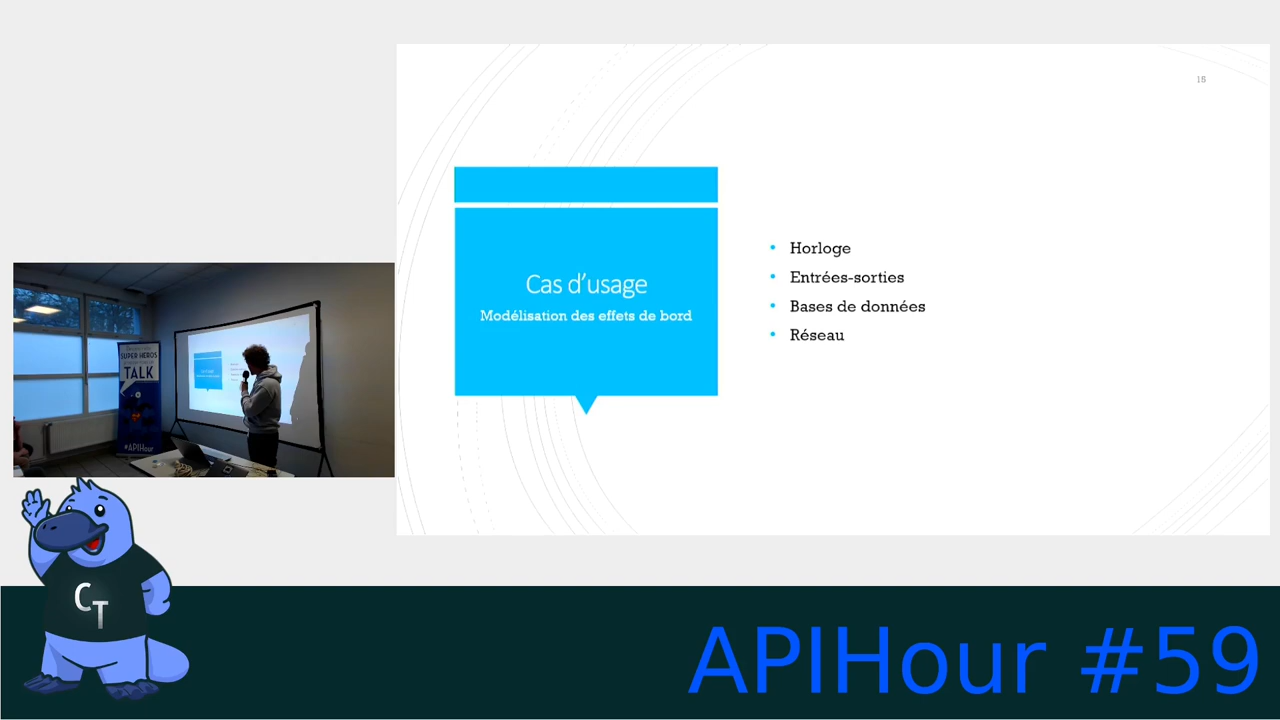 15
Cas d'usage
Modélisation des effets de bord
• Horloge
• Entrées-sorties
• Bases de données
• Réseau
SUPER HEROS
TALK
#APIHour
CT
APIHour #59